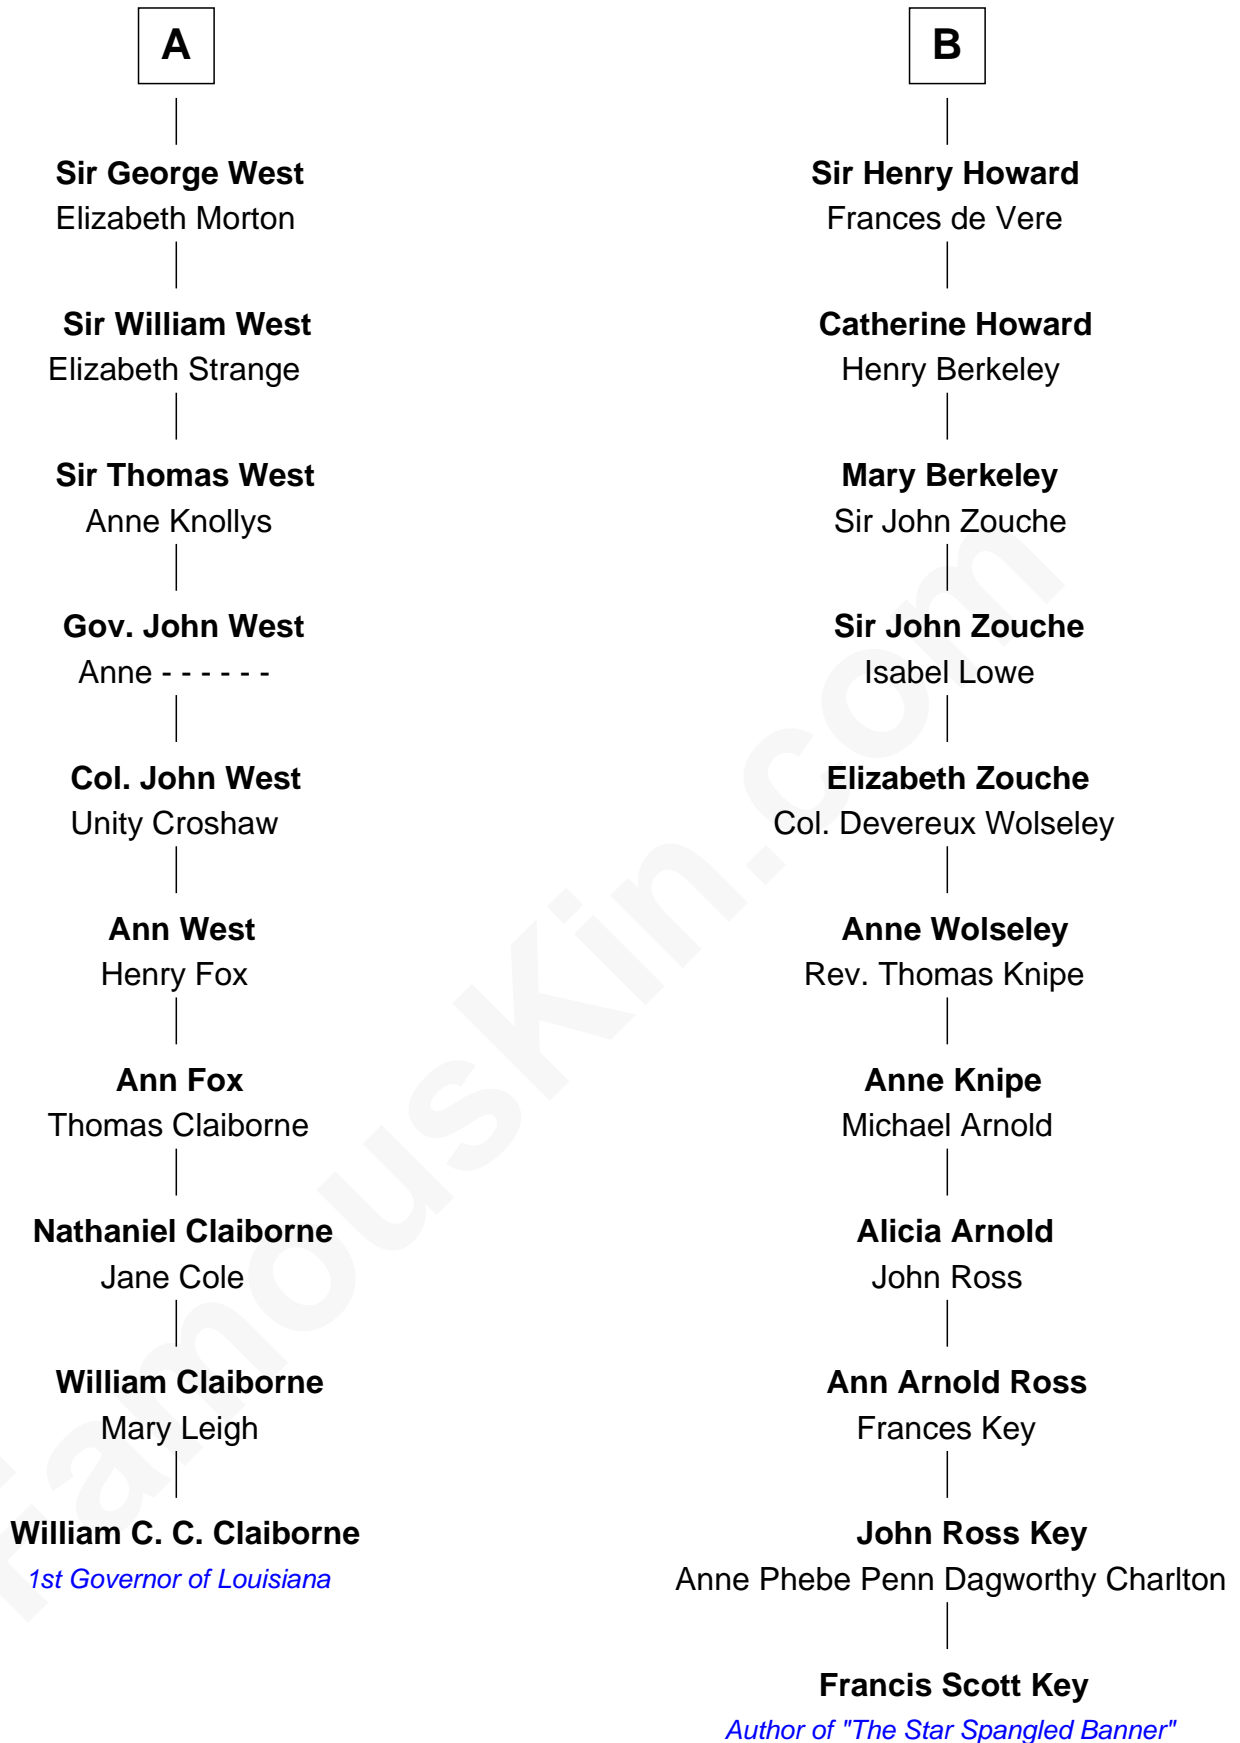 A
Sir George West
Elizabeth Morton
Sir William West
Elizabeth Strange
Sir Thomas West
Anne Knollys
Gov. John West
Anne - - - - - -
Col. John West
Unity Croshaw
Ann West
Henry Fox
Ann Fox
Thomas Claiborne
Nathaniel Claiborne
Jane Cole
William Claiborne
Mary Leigh
William C. C. Claiborne
1st Governor of Louisiana
B
Sir Henry Howard
Frances de Vere
Catherine Howard
Henry Berkeley
Mary Berkeley
Sir John Zouche
Sir John Zouche
Isabel Lowe
Elizabeth Zouche
Col. Devereux Wolseley
Anne Wolseley
Rev. Thomas Knipe
Anne Knipe
Michael Arnold
Alicia Arnold
John Ross
Ann Arnold Ross
Frances Key
John Ross Key
Anne Phebe Penn Dagworthy Charlton
Francis Scott Key
Author of "The Star Spangled Banner"
FamousKin.com